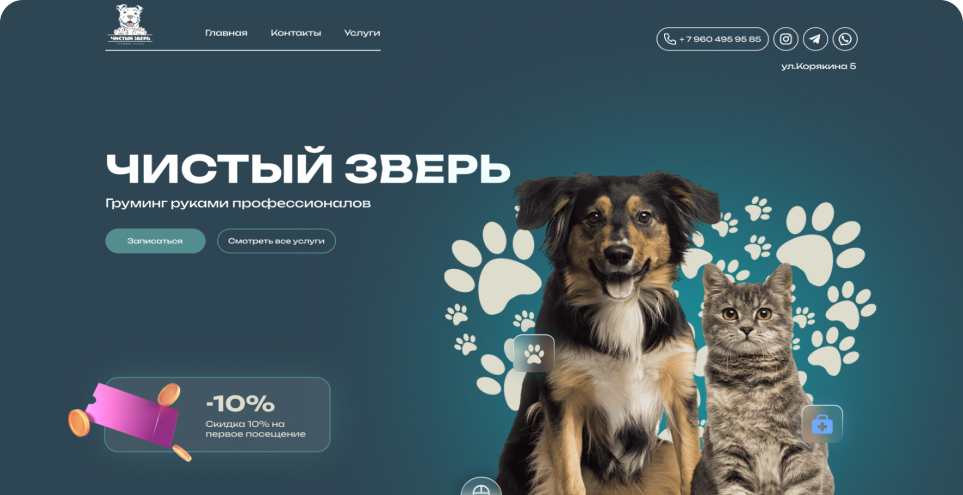 ЧИСТЫЙ ЗВЕРЬ
Главная
Контакты
Услуги
+ 7 960 495 95 85
ул.Корякина 5
ЧИСТЫЙ ЗВЕРЬ
Груминг руками профессионалов
Записаться
Смотреть все услуги
-10%
Скидка 10% на
первое посещение